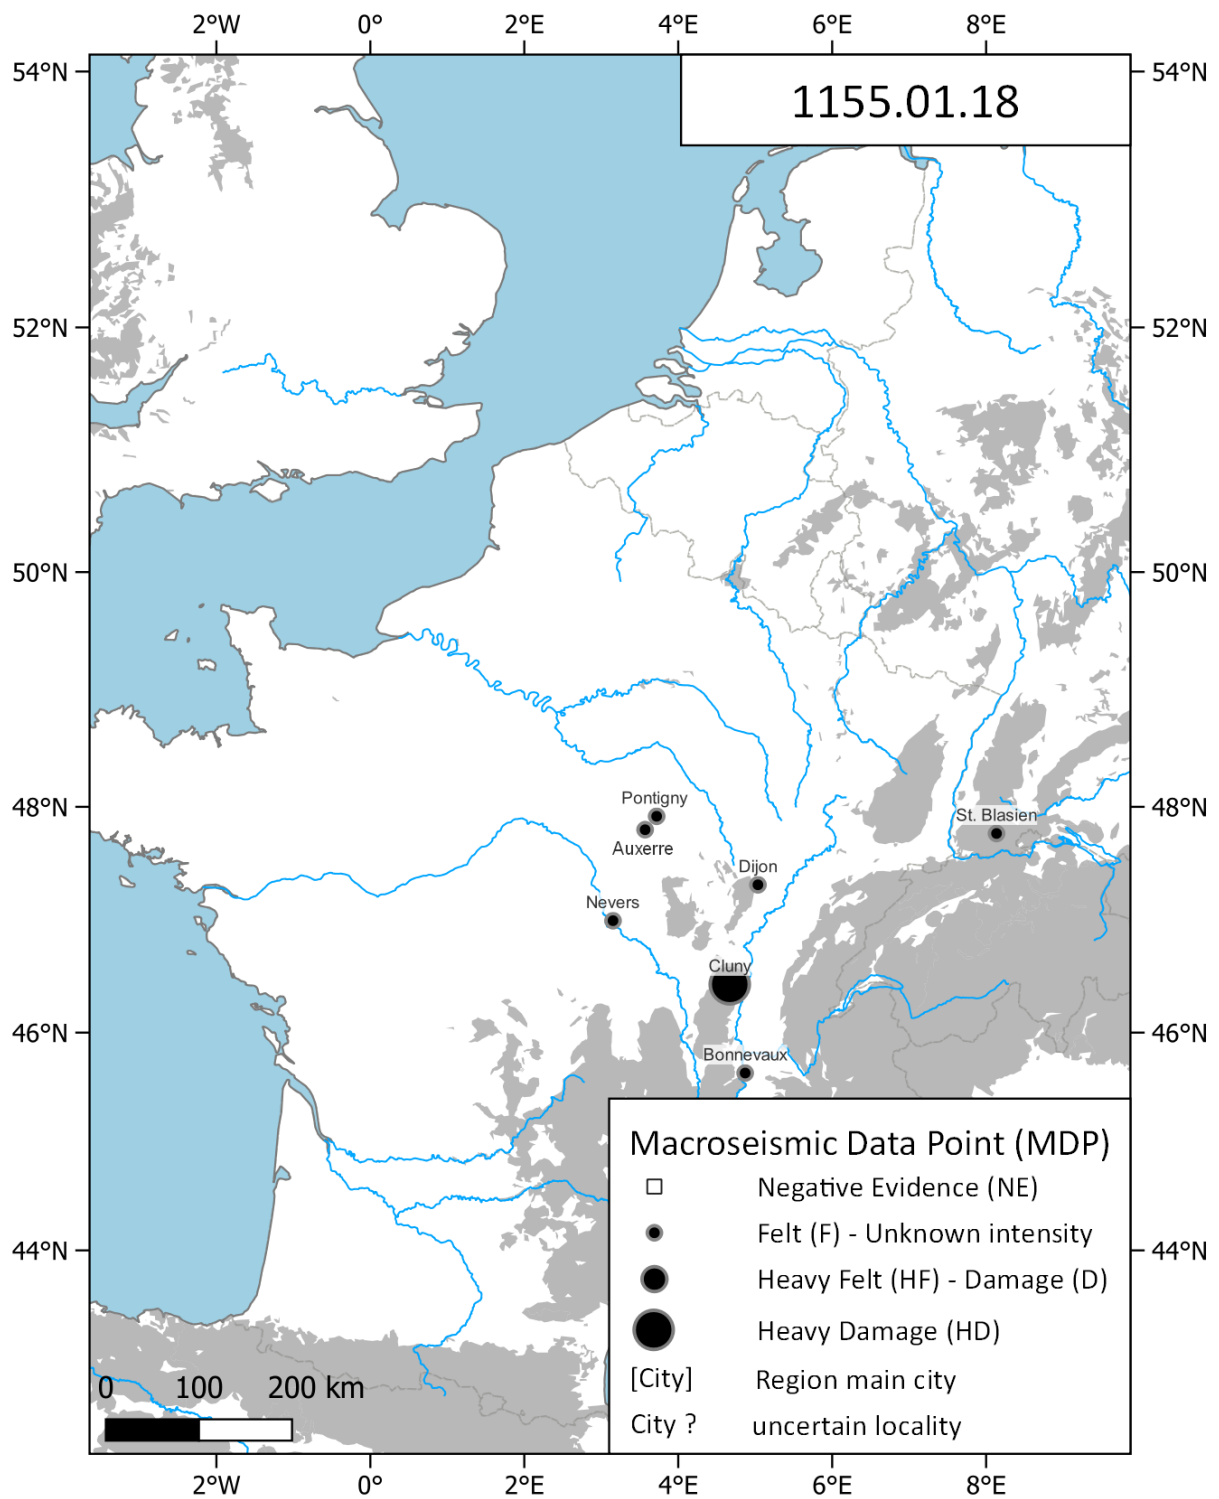 2°W 0° 2°E 4°E 6°E 8°E
54°N 54°N
1155.01.18
52°N 52°N
50°N 50°N
48°N 48°N
Pontigny
St. Blasien
Auxerre
Dijon
Nevers
Cluny
46°N 46°N
Bonnevaux
Macroseismic Data Point (MDP)
Negative Evidence (NE)
Felt (F) - Unknown intensity
44°N 44°N
Heavy Felt (HF) - Damage (D)
Heavy Damage (HD)
[City] Region main city
City ? uncertain locality
0 100 200 km
2°W 0° 2°E 4°E 6°E 8°E